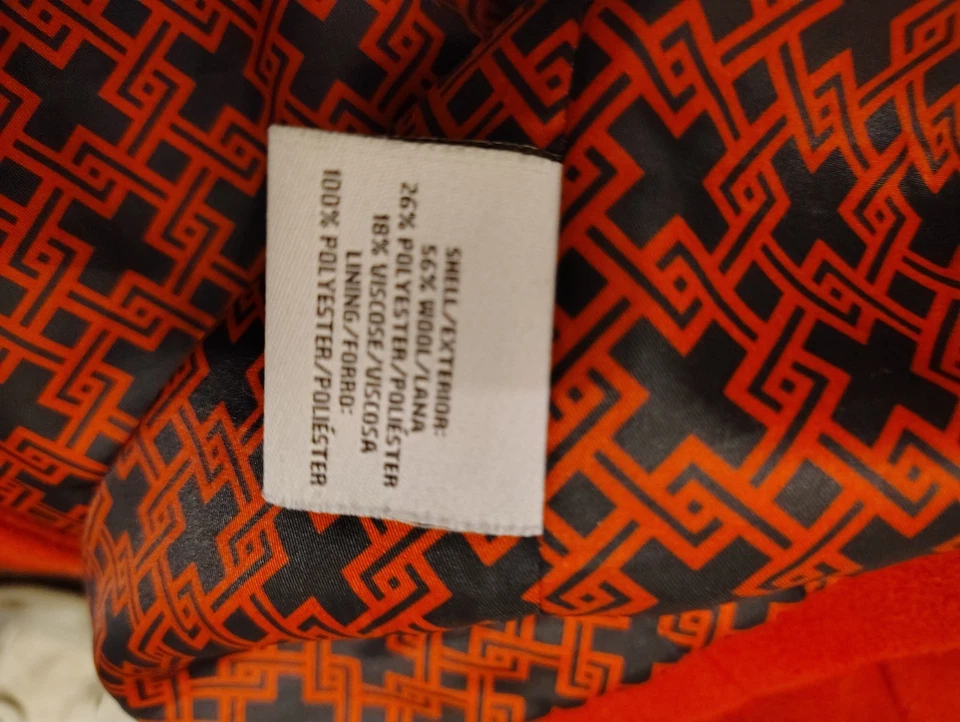 SHELL/EXTERIOR:
56% WOOL/LANA
26% POLYESTER/POLIÉSTER
18% VISCOSE/VISCOSA
LINING/FORRO:
100% POLYESTER/POLIÉSTER